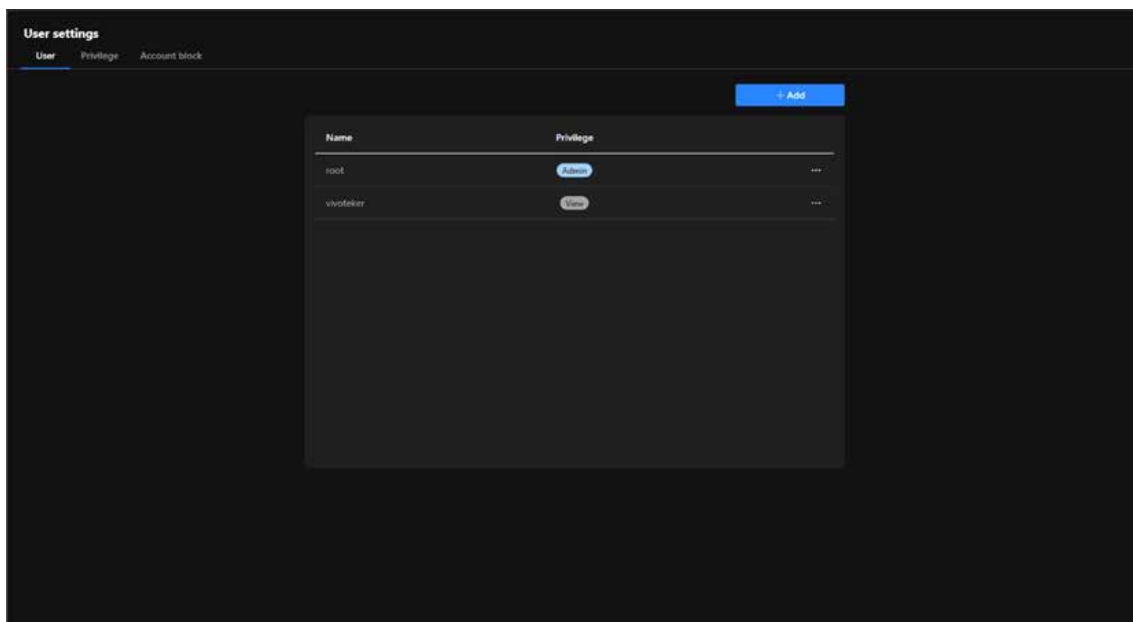 User settings
User Privilege Account block
+ Add
Name Privilege
root Admin ...
vivoteker View ...